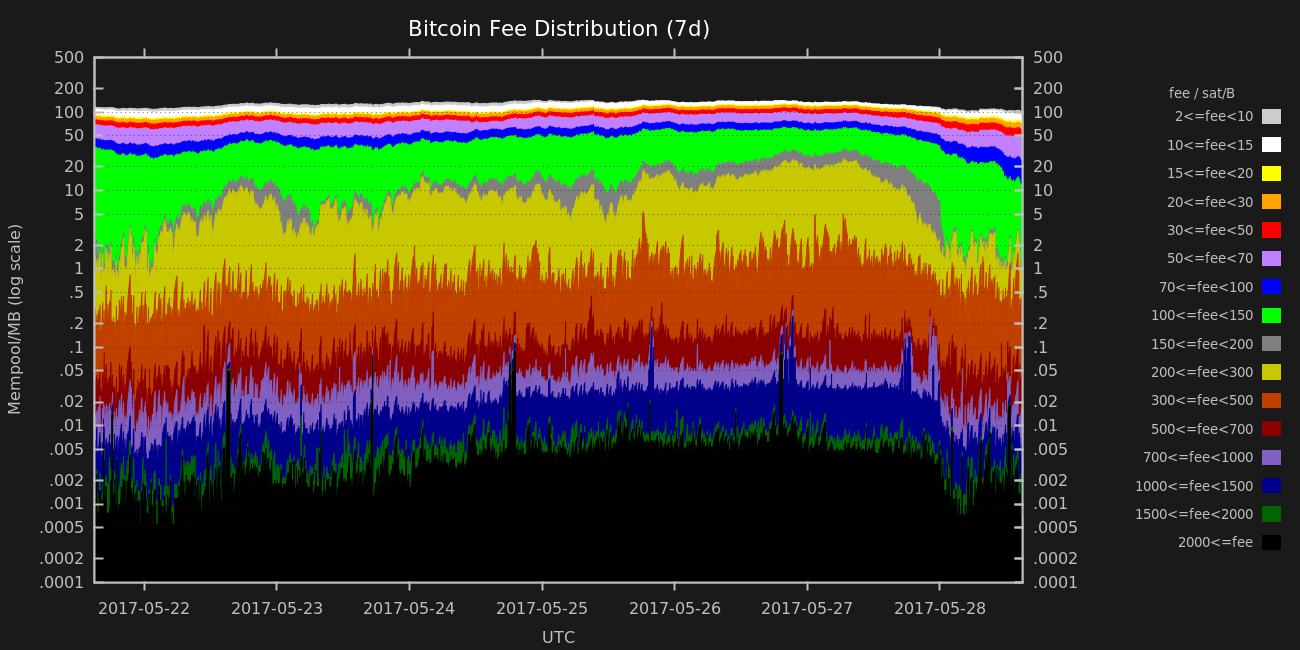 Bitcoin Fee Distribution (7d)
500
200
100
50
20
10
5
2
1
.5
.2
.1
.05
.02
.01
.005
.002
.001
.0005
.0002
.0001
Mempool/MB (log scale)
500
200
100
50
20
10
5
2
1
.5
.2
.1
.05
.02
.01
.005
.002
.001
.0005
.0002
.0001
2017-05-22
2017-05-23
2017-05-24
2017-05-25
2017-05-26
2017-05-27
2017-05-28
UTC
fee / sat/B
2<=fee<10
10<=fee<15
15<=fee<20
20<=fee<30
30<=fee<50
50<=fee<70
70<=fee<100
100<=fee<150
150<=fee<200
200<=fee<300
300<=fee<500
500<=fee<700
700<=fee<1000
1000<=fee<1500
1500<=fee<2000
2000<=fee